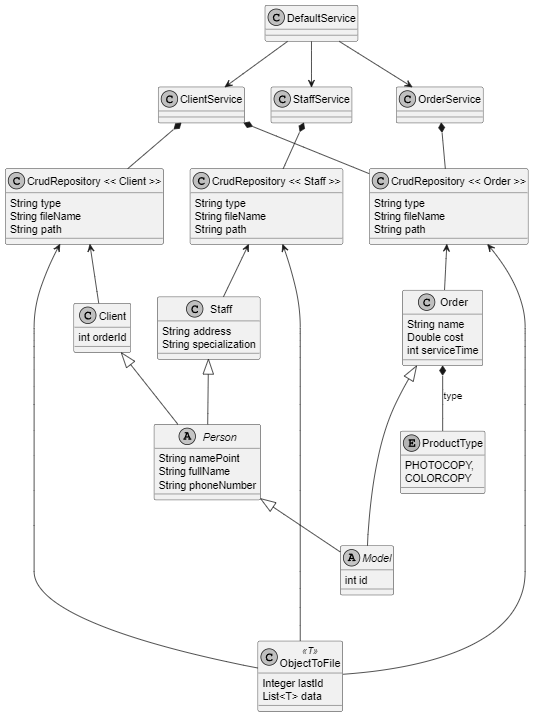 C DefaultService
C ClientService
C StaffService
C OrderService
C CrudRepository << Client >>
String type
String fileName
String path
C CrudRepository << Staff >>
String type
String fileName
String path
C CrudRepository << Order >>
String type
String fileName
String path
C Client
int orderId
C Staff
String address
String specialization
C Order
String name
Double cost
int serviceTime
type
A Person
String namePoint
String fullName
String phoneNumber
E ProductType
PHOTOCOPY,
COLORCOPY
A Model
int id
«T»
C ObjectToFile
Integer lastId
List<T> data